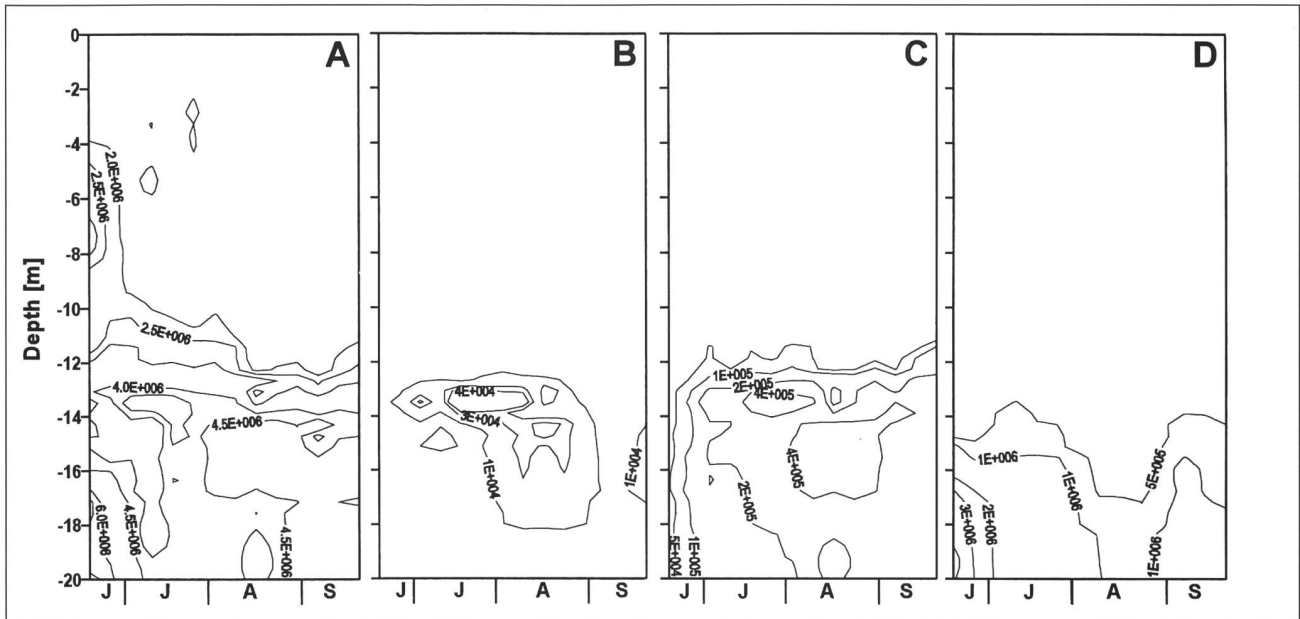 A
B
C
D
Depth [m]
0
-2
-4
-6
-8
-10
-12
-14
-16
-18
-20
2.0E+006
2.5E+006
2.5E+006
4.0E+006
4.5E+006
6.0E+006
4.5E+006
4.5E+006
4E+004
3E+004
1E+004
1E+004
1E+005
2E+005
4E+005
4E+005
2E+005
5E+004
1E+005
1E+006
1E+006
5E+006
3E+006
2E+006
1E+006
J J A S
J J A S
J J A S
J J A S